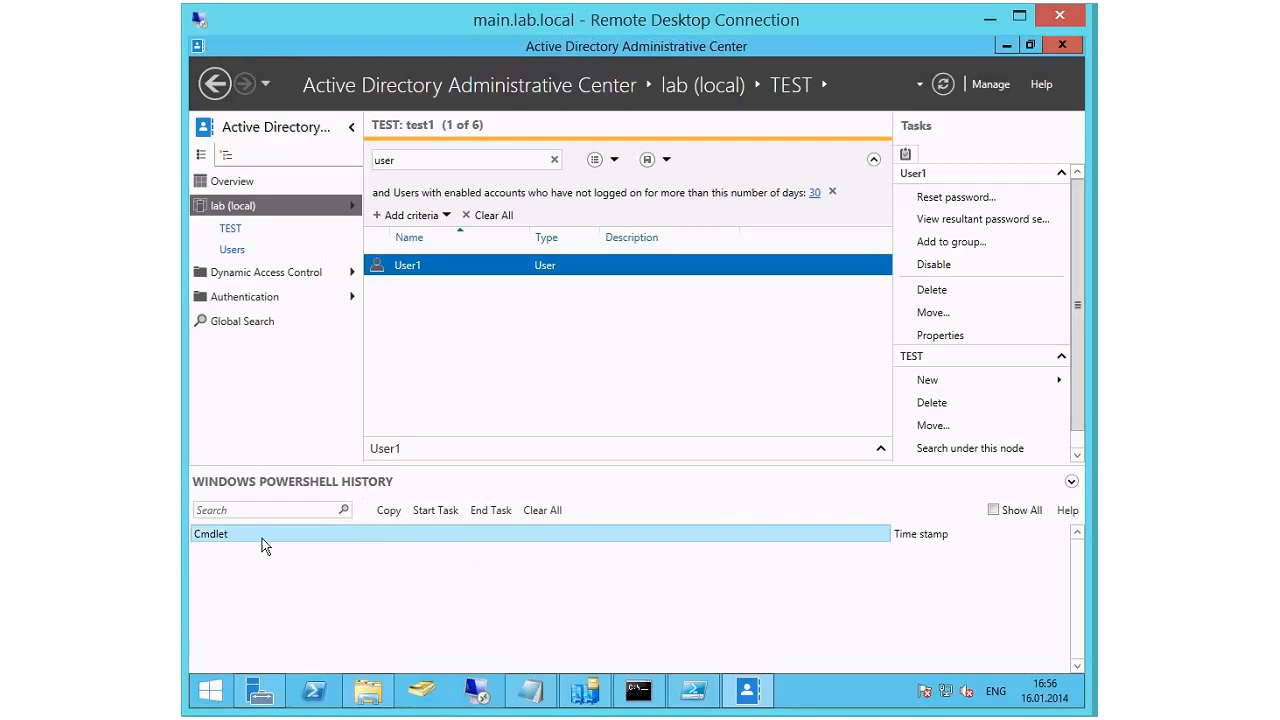 main.lab.local - Remote Desktop Connection
Active Directory Administrative Center
Active Directory Administrative Center lab (local) TEST Manage Help
Active Directory...
TEST: test1 (1 of 6)
Tasks
user
Overview
lab (local)
TEST
Users
Dynamic Access Control
Authentication
Global Search
and Users with enabled accounts who have not logged on for more than this number of days: 30
Add criteria Clear All
Name Type Description
User1 User
User1
User1
Reset password...
View resultant password se...
Add to group...
Disable
Delete
Move...
Properties
TEST
New
Delete
Move...
Search under this node
WINDOWS POWERSHELL HISTORY
Search Copy Start Task End Task Clear All Show All Help
Cmdlet Time stamp
ENG
16:56
16.01.2014